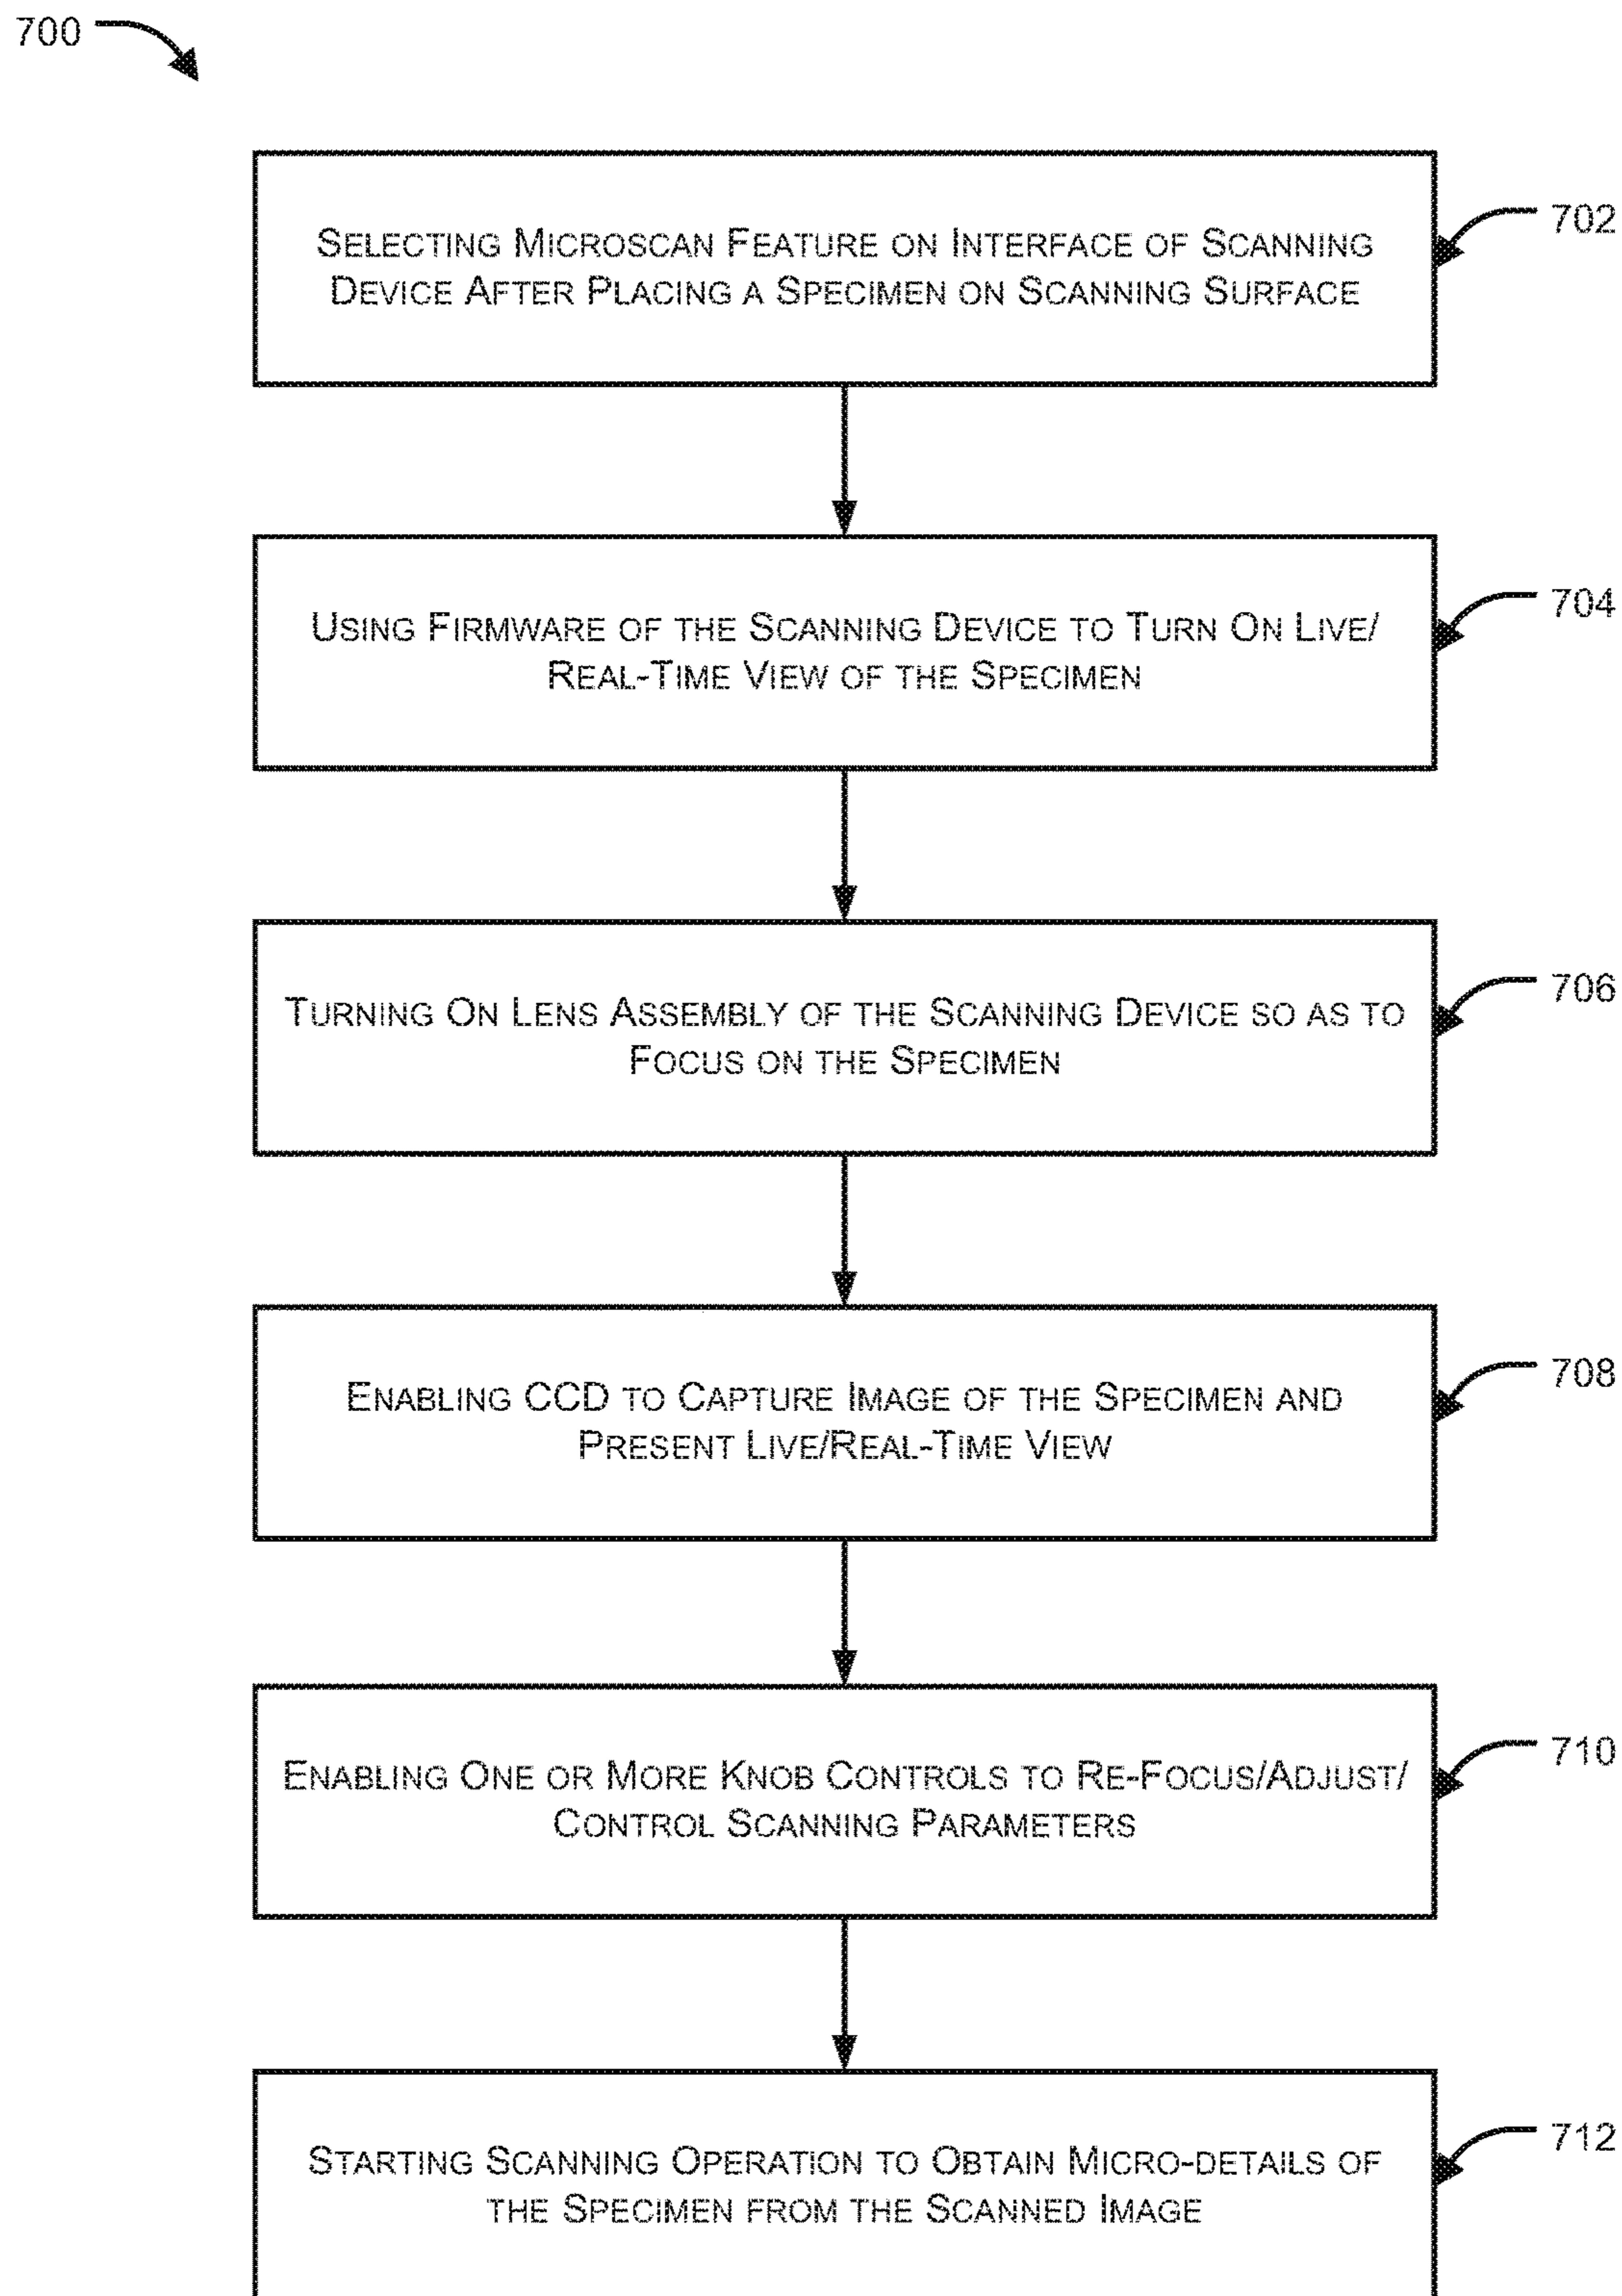 700
SELECTING MICROSCAN FEATURE ON INTERFACE OF SCANNING
DEVICE AFTER PLACING A SPECIMEN ON SCANNING SURFACE
702
USING FIRMWARE OF THE SCANNING DEVICE TO TURN ON LIVE/
REAL-TIME VIEW OF THE SPECIMEN
704
TURNING ON LENS ASSEMBLY OF THE SCANNING DEVICE SO AS TO
FOCUS ON THE SPECIMEN
706
ENABLING CCD TO CAPTURE IMAGE OF THE SPECIMEN AND
PRESENT LIVE/REAL-TIME VIEW
708
ENABLING ONE OR MORE KNOB CONTROLS TO RE-FOCUS/ADJUST/
CONTROL SCANNING PARAMETERS
710
STARTING SCANNING OPERATION TO OBTAIN MICRO-DETAILS OF
THE SPECIMEN FROM THE SCANNED IMAGE
712